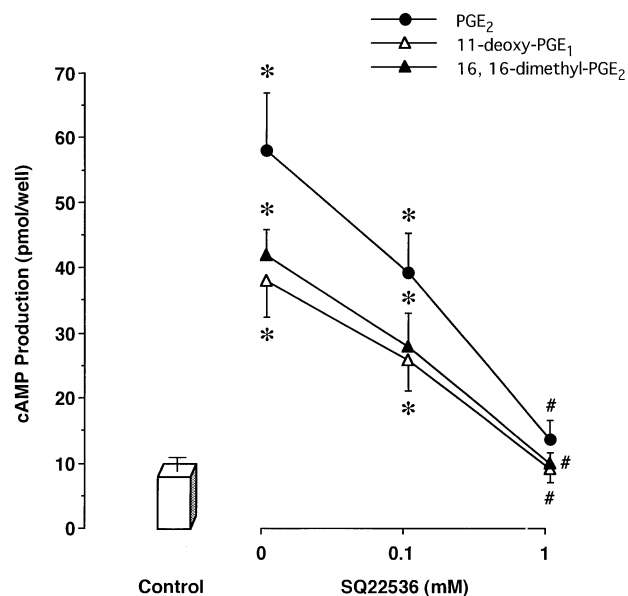 PGE₂
11-deoxy-PGE₁
16, 16-dimethyl-PGE₂
cAMP Production (pmol/well)
70
60
50
40
30
20
10
0
*
*
*
*
*
*
#
#
#
0 0.1 1
Control SQ22536 (mM)